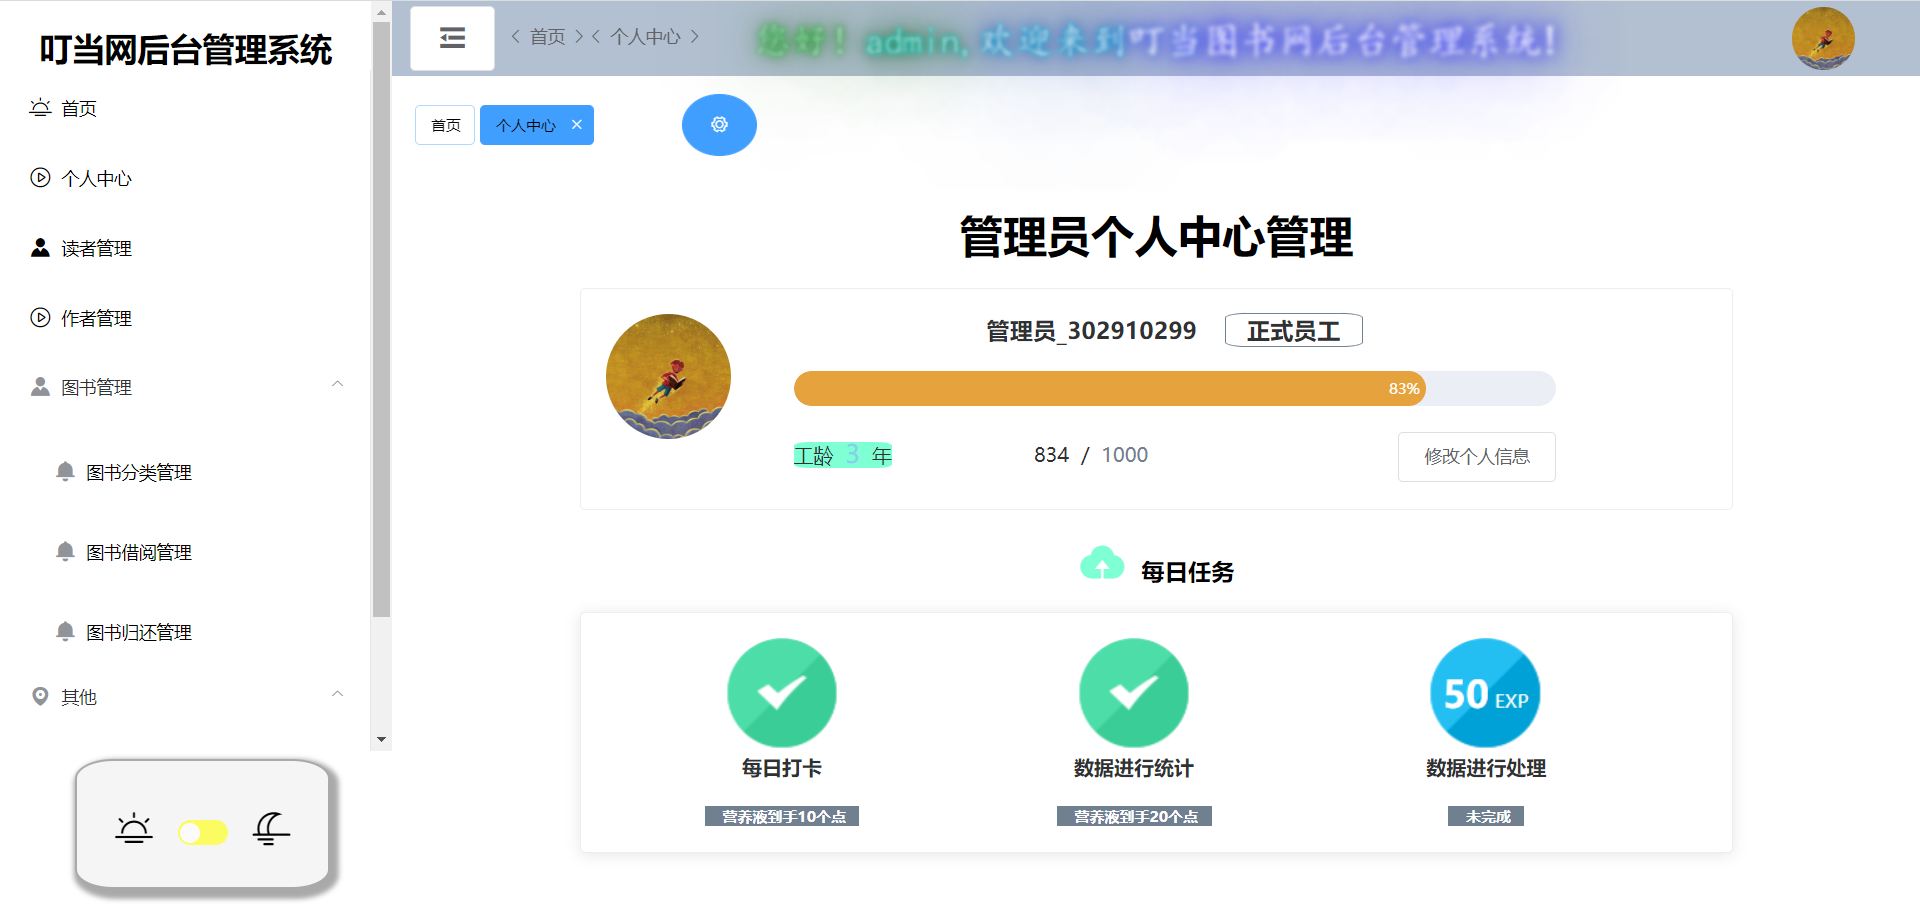 叮当网后台管理系统
首页
个人中心
读者管理
作者管理
图书管理
图书分类管理
图书借阅管理
图书归还管理
其他
首页
个人中心
您好! admin,欢迎来到叮当图书网后台管理系统!
首页
个人中心
管理员个人中心管理
管理员_302910299 正式员工
83%
工龄 3 年
834 / 1000
修改个人信息
每日任务
每日打卡
营养液到手10个点
数据进行统计
营养液到手20个点
50 EXP
数据进行处理
未完成